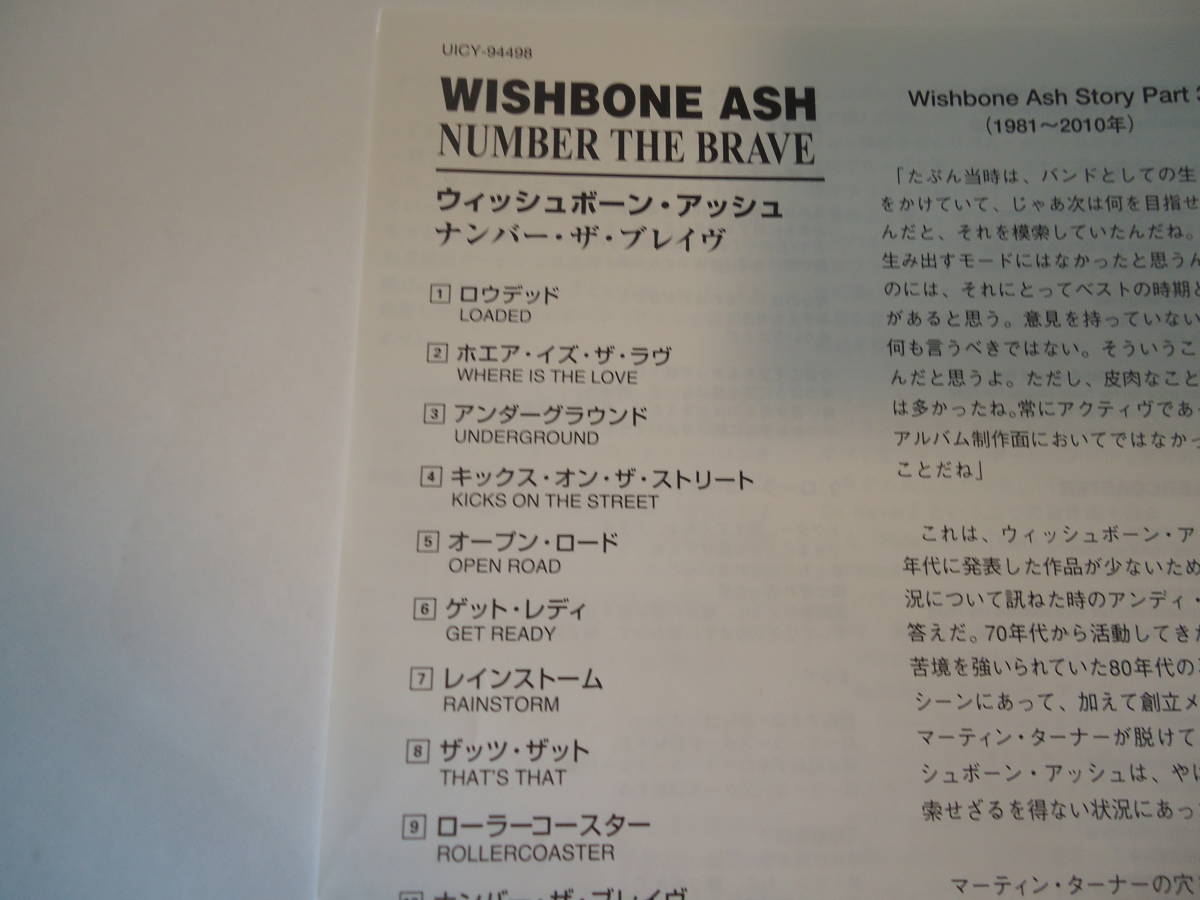 UICY-94498
WISHBONE ASH
NUMBER THE BRAVE
ウィッシュボーン・アッシュ
ナンバー・ザ・ブレイヴ
1 ロウデッド
LOADED
2 ホエア・イズ・ザ・ラヴ
WHERE IS THE LOVE
3 アンダーグラウンド
UNDERGROUND
4 キックス・オン・ザ・ストリート
KICKS ON THE STREET
5 オープン・ロード
OPEN ROAD
6 ゲット・レディ
GET READY
7 レインストーム
RAINSTORM
8 ザッツ・ザット
THAT'S THAT
9 ローラーコースター
ROLLERCOASTER
ナンバー・ザ・ブレイヴ
Wishbone Ash Story Part 3
(1981〜2010年)
「たぶん当時は、バンドとしての生
をかけていて、じゃあ次は何を目指せ
んだと、それを模索していたんだね。
生み出すモードにはなかったと思うん
のには、それにとってベストの時期と
があると思う。意見を持っていない
何も言うべきではない。そういうこ
んだと思うよ。ただし、皮肉なこと
は多かったね。常にアクティヴであ
アルバム制作面においてではなかっ
ことだね」
これは、ウィッシュボーン・ア
年代に発表した作品が少ないため
況について訊ねた時のアンディ・
答えだ。70年代から活動してきた
苦境を強いられていた80年代の
シーンにあって、加えて創立メ
マーティン・ターナーが脱けて
シュボーン・アッシュは、やは
索せざるを得ない状況にあっ
マーティン・ターナーの穴